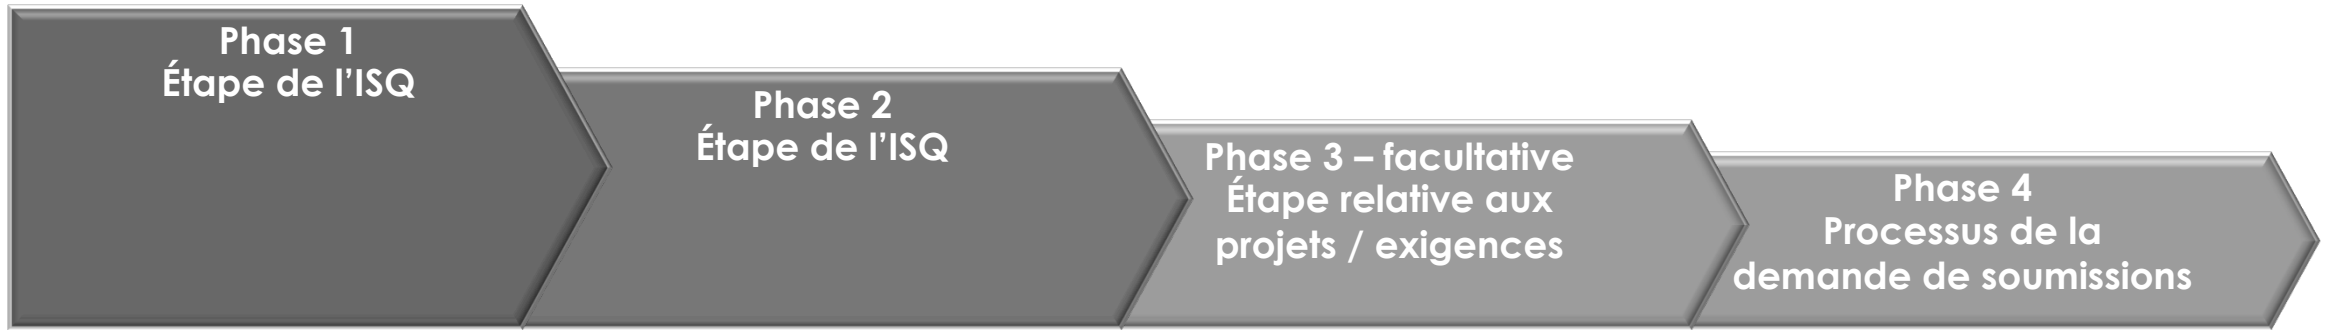 Phase 1
Étape de l’ISQ
Phase 2
Étape de l’ISQ
Phase 3 – facultative
Étape relative aux
projets / exigences
Phase 4
Processus de la
demande de soumissions